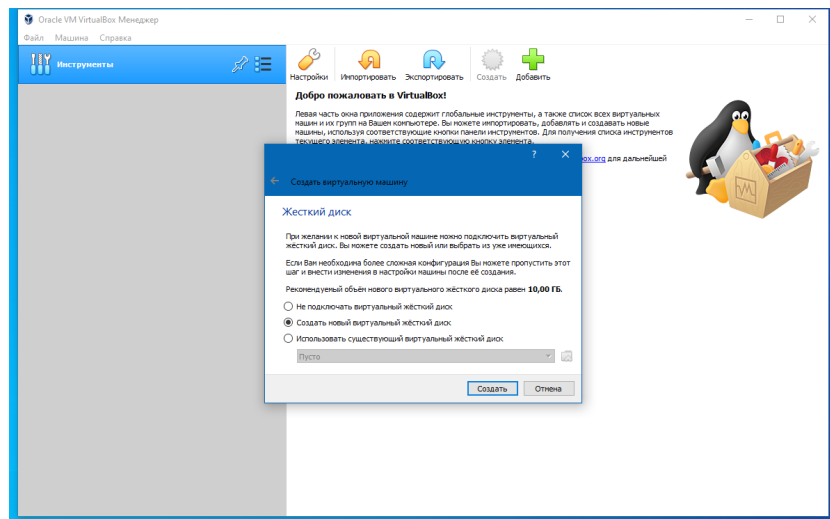 Oracle VM VirtualBox Менеджер
Файл Машина Справка
Инструменты
Настройки Импортировать Экспортировать Создать Добавить
Добро пожаловать в VirtualBox!
Левая часть окна приложения содержит глобальные инструменты, а также список всех виртуальных
машин и их групп на Вашем компьютере. Вы можете импортировать, добавлять и создавать новые
машины, используя соответствующие кнопки панели инструментов. Для получения списка инструментов
текущего элемента, нажмите соответствующую кнопку элемента.
ox.org для дальнейшей
Создать виртуальную машину
Жесткий диск
При желании к новой виртуальной машине можно подключить виртуальный
жёсткий диск. Вы можете создать новый или выбрать из уже имеющихся.
Если Вам необходима более сложная конфигурация Вы можете пропустить этот
шаг и внести изменения в настройки машины после её создания.
Рекомендуемый объём нового виртуального жёсткого диска равен 10,00 ГБ.
Не подключать виртуальный жёсткий диск
Создать новый виртуальный жёсткий диск
Использовать существующий виртуальный жёсткий диск
Пусто
Создать Отмена